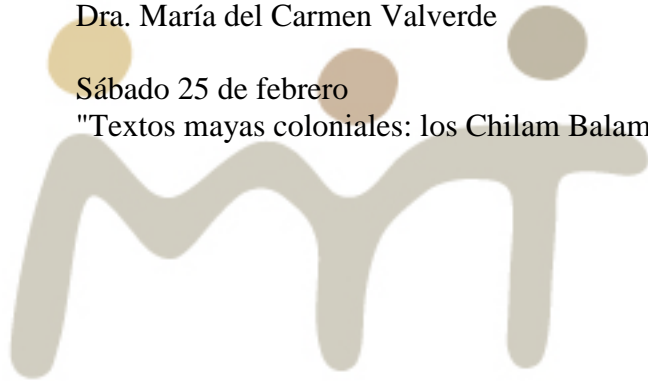 Dra. María del Carmen Valverde
Sábado 25 de febrero
"Textos mayas coloniales: los Chilam Balam